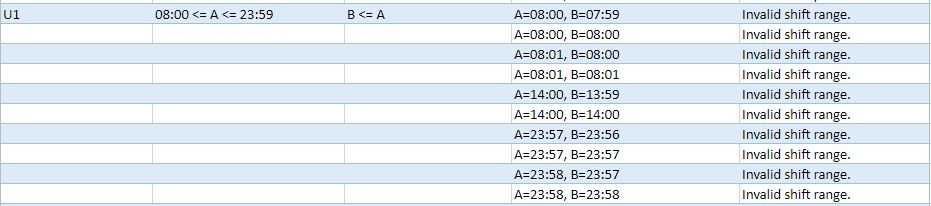 U1 08:00 <= A <= 23:59 B <= A A=08:00, B=07:59 Invalid shift range.
A=08:00, B=08:00 Invalid shift range.
A=08:01, B=08:00 Invalid shift range.
A=08:01, B=08:01 Invalid shift range.
A=14:00, B=13:59 Invalid shift range.
A=14:00, B=14:00 Invalid shift range.
A=23:57, B=23:56 Invalid shift range.
A=23:57, B=23:57 Invalid shift range.
A=23:58, B=23:57 Invalid shift range.
A=23:58, B=23:58 Invalid shift range.